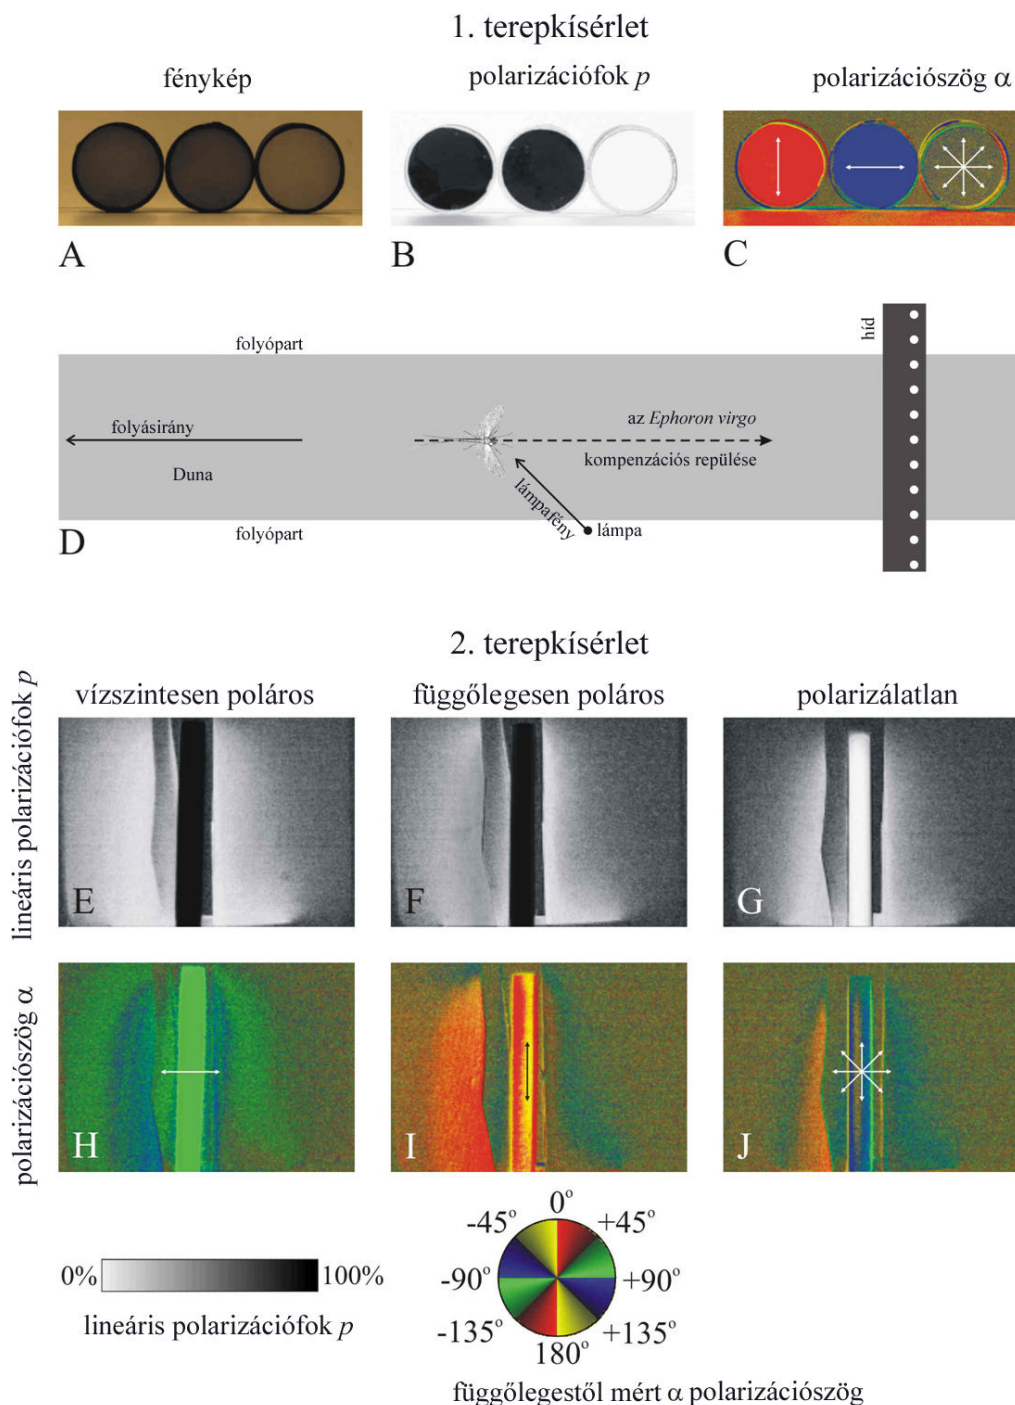 1. terepkísérlet
fénykép
polarizációfok p
polarizációszög α
A
B
C
folyópart
híd
folyásirány
az Ephoron virgo
kompenzációs repülése
Duna
lámpafény
lámpa
folyópart
D
2. terepkísérlet
vízszintesen poláros
függőlegesen poláros
polarizálatlan
lineáris polarizációfok p
E
F
G
polarizációszög α
H
I
J
0%
100%
lineáris polarizációfok p
0°
-45°
+45°
-90°
+90°
-135°
+135°
180°
függőlegestől mért α polarizációszög